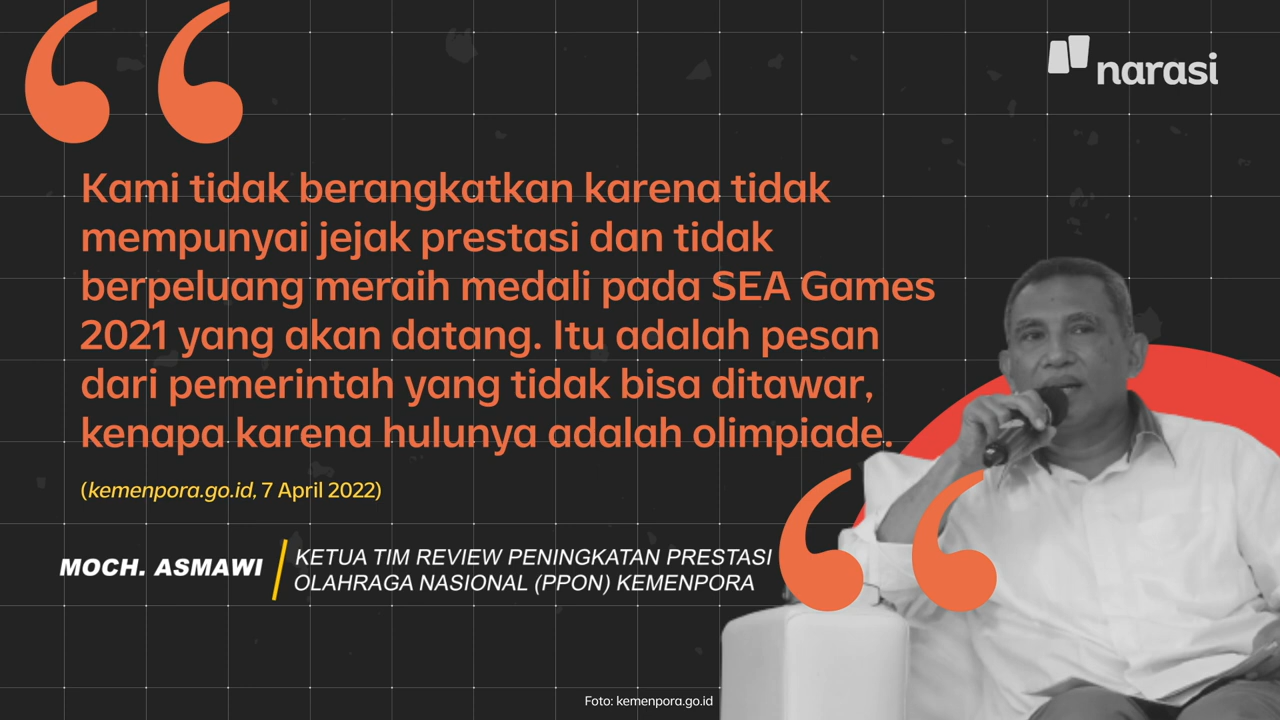 narasi
Kami tidak berangkatkan karena tidak
mempunyai jejak prestasi dan tidak
berpeluang meraih medali pada SEA Games
2021 yang akan datang. Itu adalah pesan
dari pemerintah yang tidak bisa ditawar,
kenapa karena hulunya adalah olimpiade.
(kemenpora.go.id, 7 April 2022)
MOCH. ASMAWI
KETUA TIM REVIEW PENINGKATAN PRESTASI
OLAHRAGA NASIONAL (PPON) KEMENPORA
Foto: kemenpora.go.id